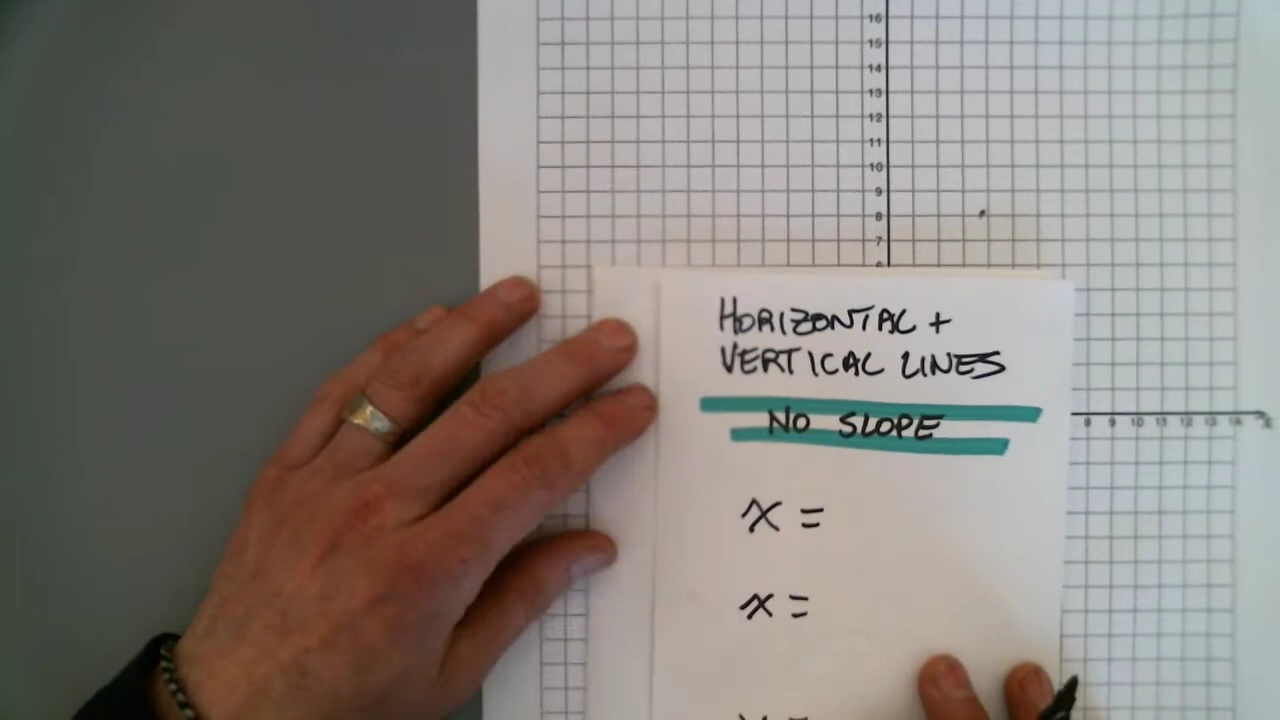 16
15
14
13
12
11
10
9
8
7
HORIZONTAL +
VERTICAL LINES
NO SLOPE
8 9 10 11 12 13 14 x
x =
x =